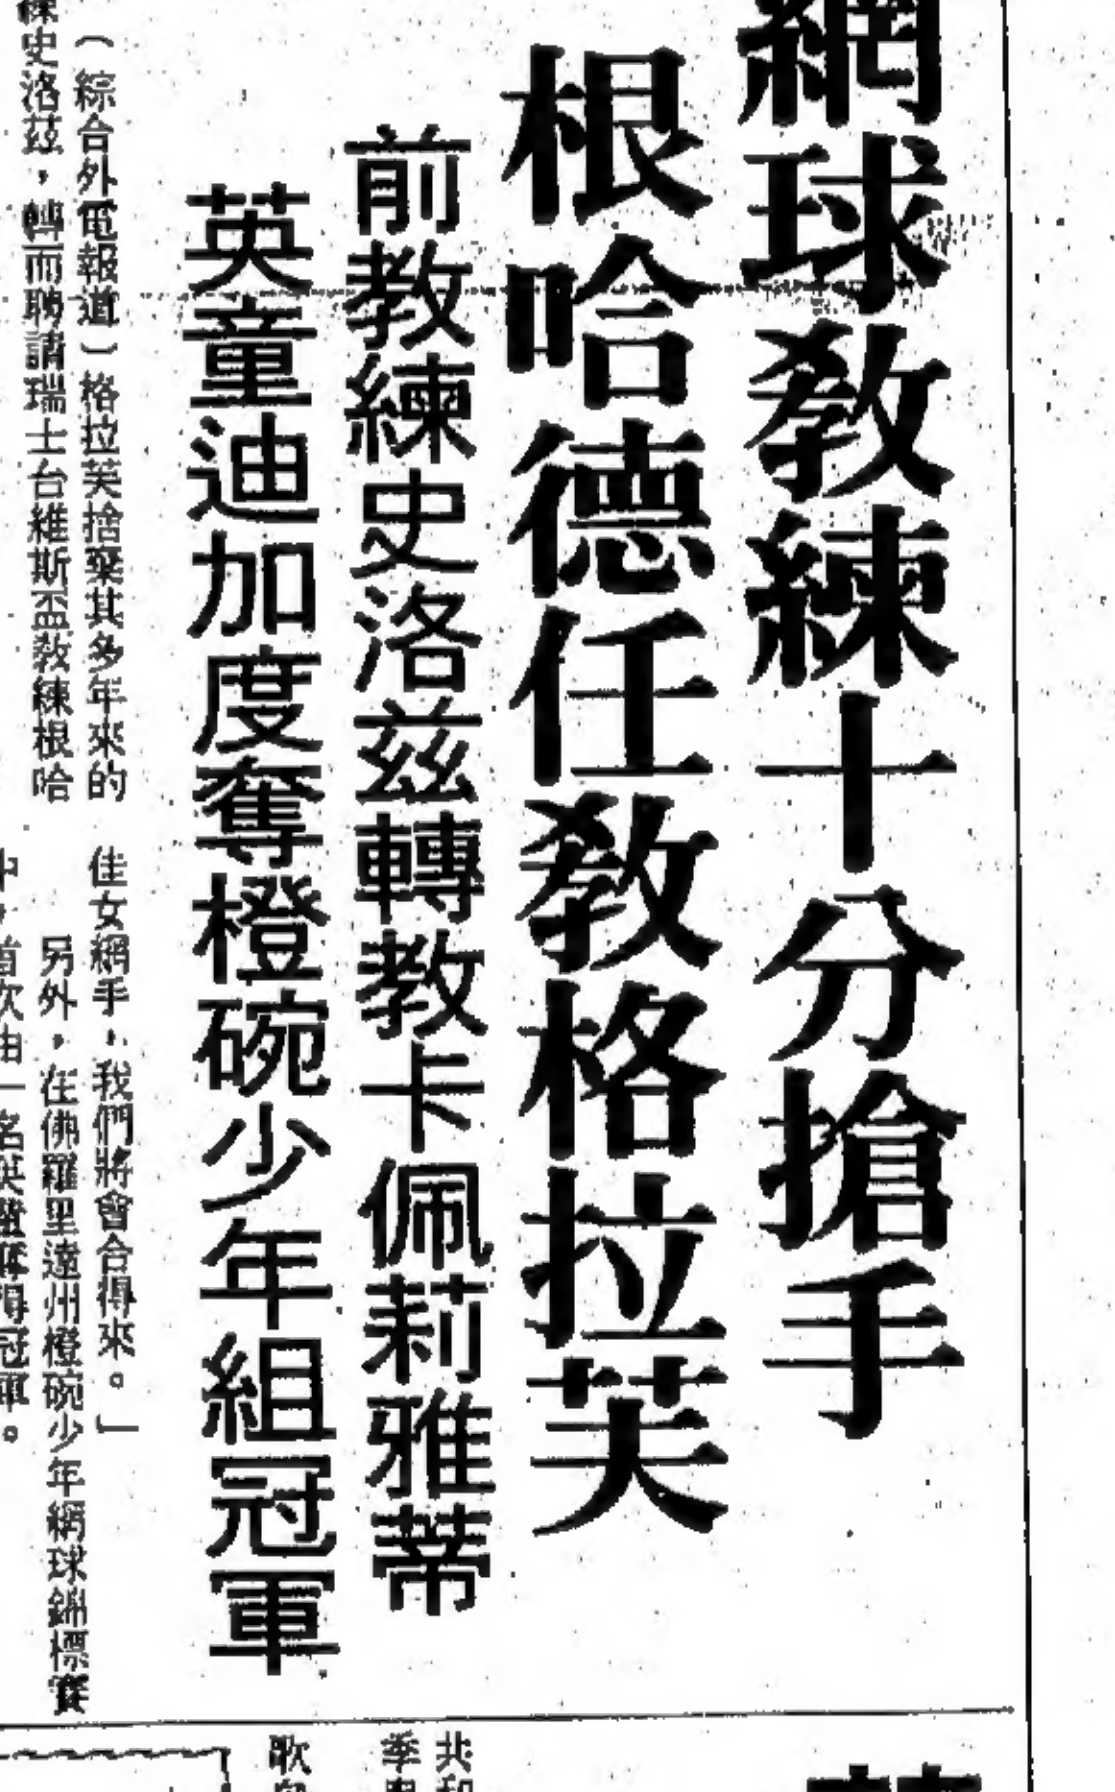 網球教練十分搶手
根哈德任教格拉芙
前教練史洛兹轉教卡佩莉雅蒂
英童迪加度奪橙碗少年組冠軍
（綜合外電報道）格拉芙捨棄其多年來的
練史洛茲，轉而聘請瑞士台維斯盃教練根哈
佳女網手，我們將會合得來。」
另外，在佛羅里達州橙碗少年網球錦標賽
中，首次由一名英
得冠軍。
共和
季
歌